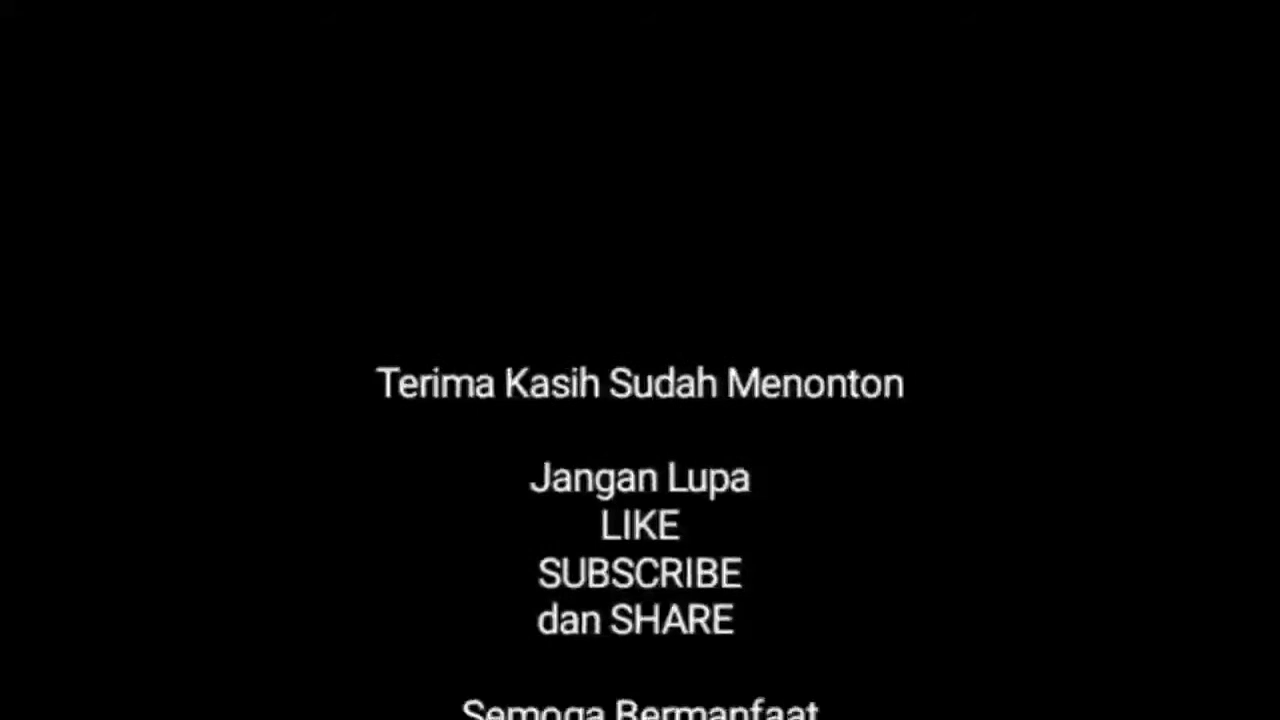 Terima Kasih Sudah Menonton
Jangan Lupa
LIKE
SUBSCRIBE
dan SHARE
Semoga Bermanfaat